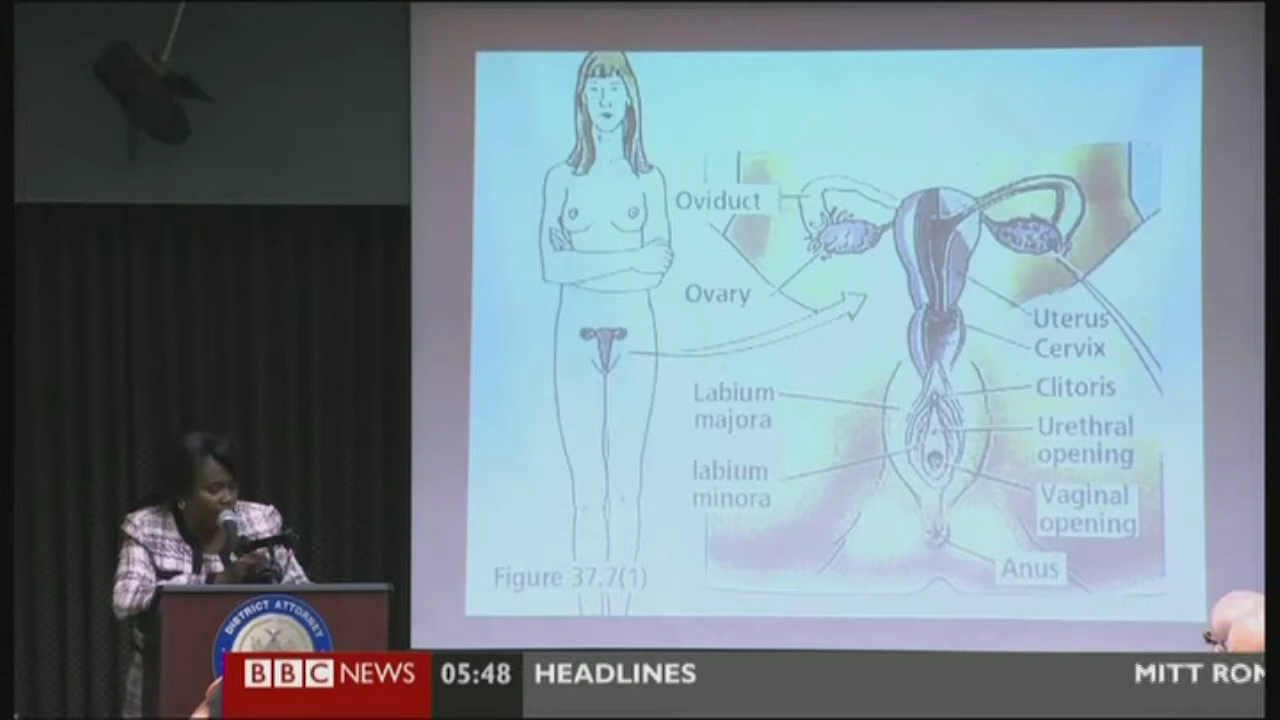 Oviduct
Ovary
Uterus
Cervix
Labium
majora
Clitoris
Urethral
opening
labium
minora
Vaginal
opening
Anus
Figure 37.7(1)
DISTRICT ATTORNEY
BBC NEWS
05:48
HEADLINES
MITT